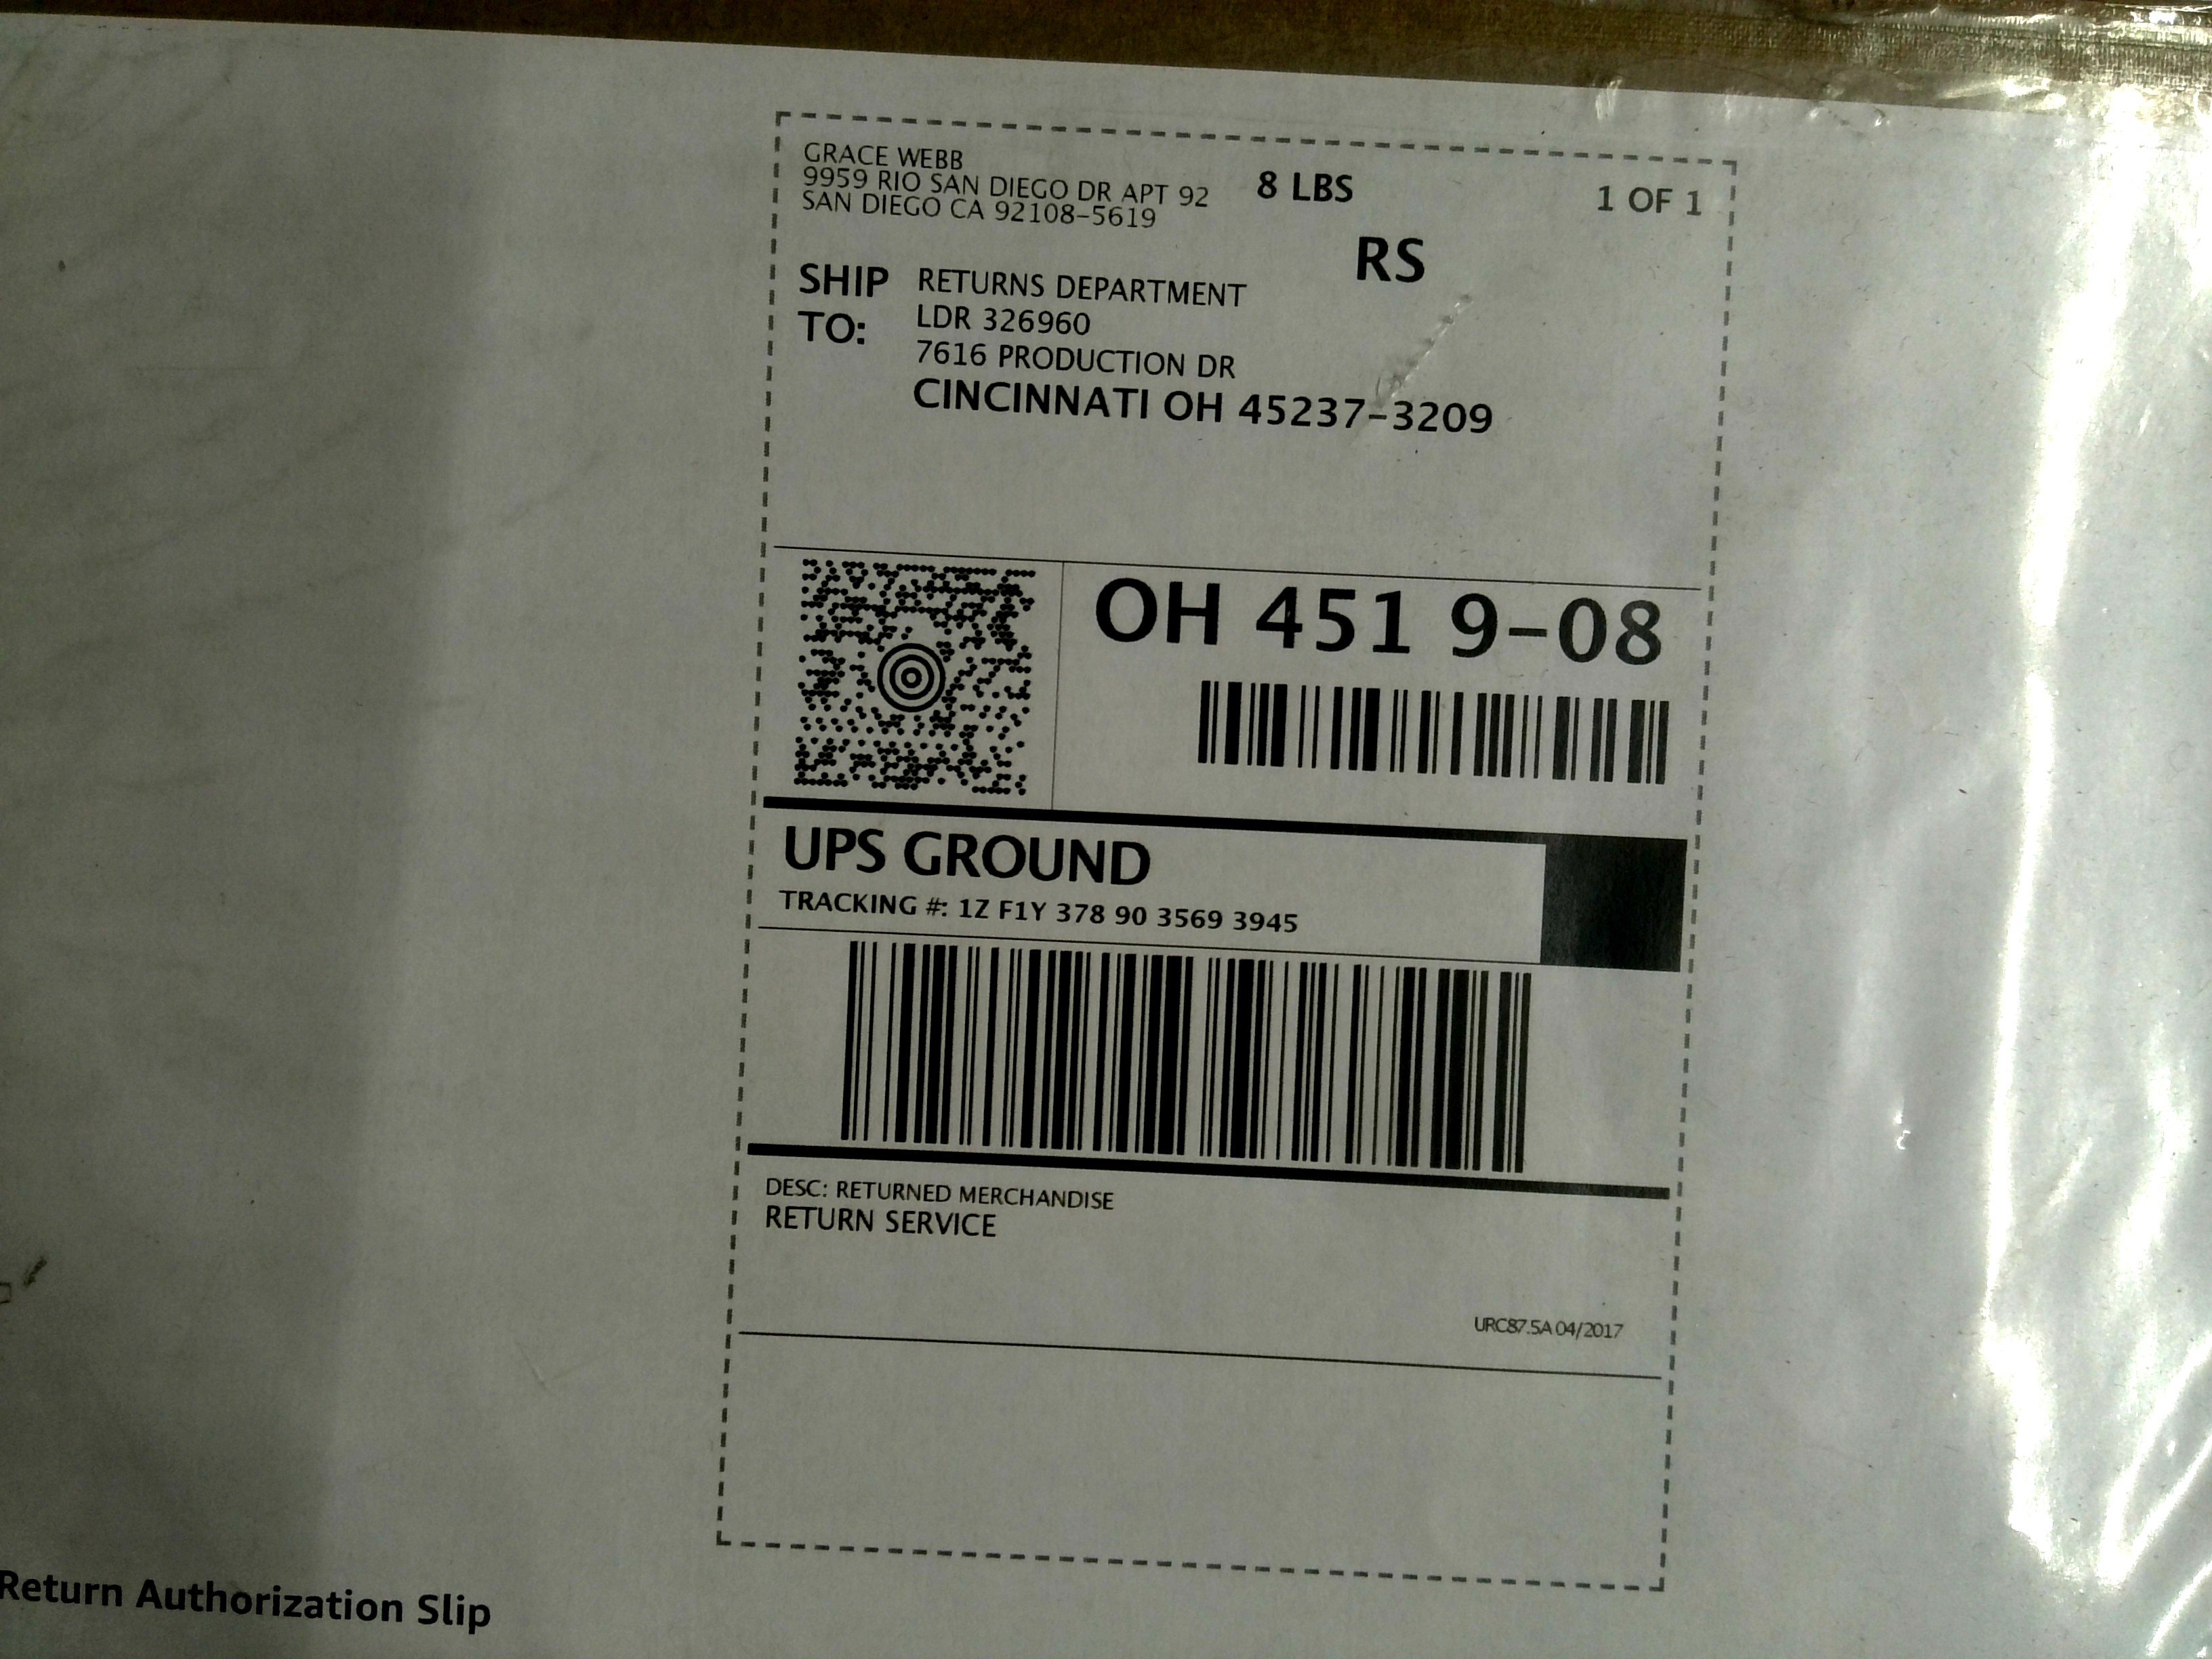 GRACE WEBB
9959 RIO SAN DIEGO DR APT 92
SAN DIEGO CA 92108-5619
8 LBS
1 OF 1
RS
SHIP TO:
RETURNS DEPARTMENT
LDR 326960
7616 PRODUCTION DR
CINCINNATI OH 45237-3209
OH 451 9-08
UPS GROUND
TRACKING #: 1Z F1Y 378 90 3569 3945
DESC: RETURNED MERCHANDISE
RETURN SERVICE
URC87.5A 04/2017
Return Authorization Slip